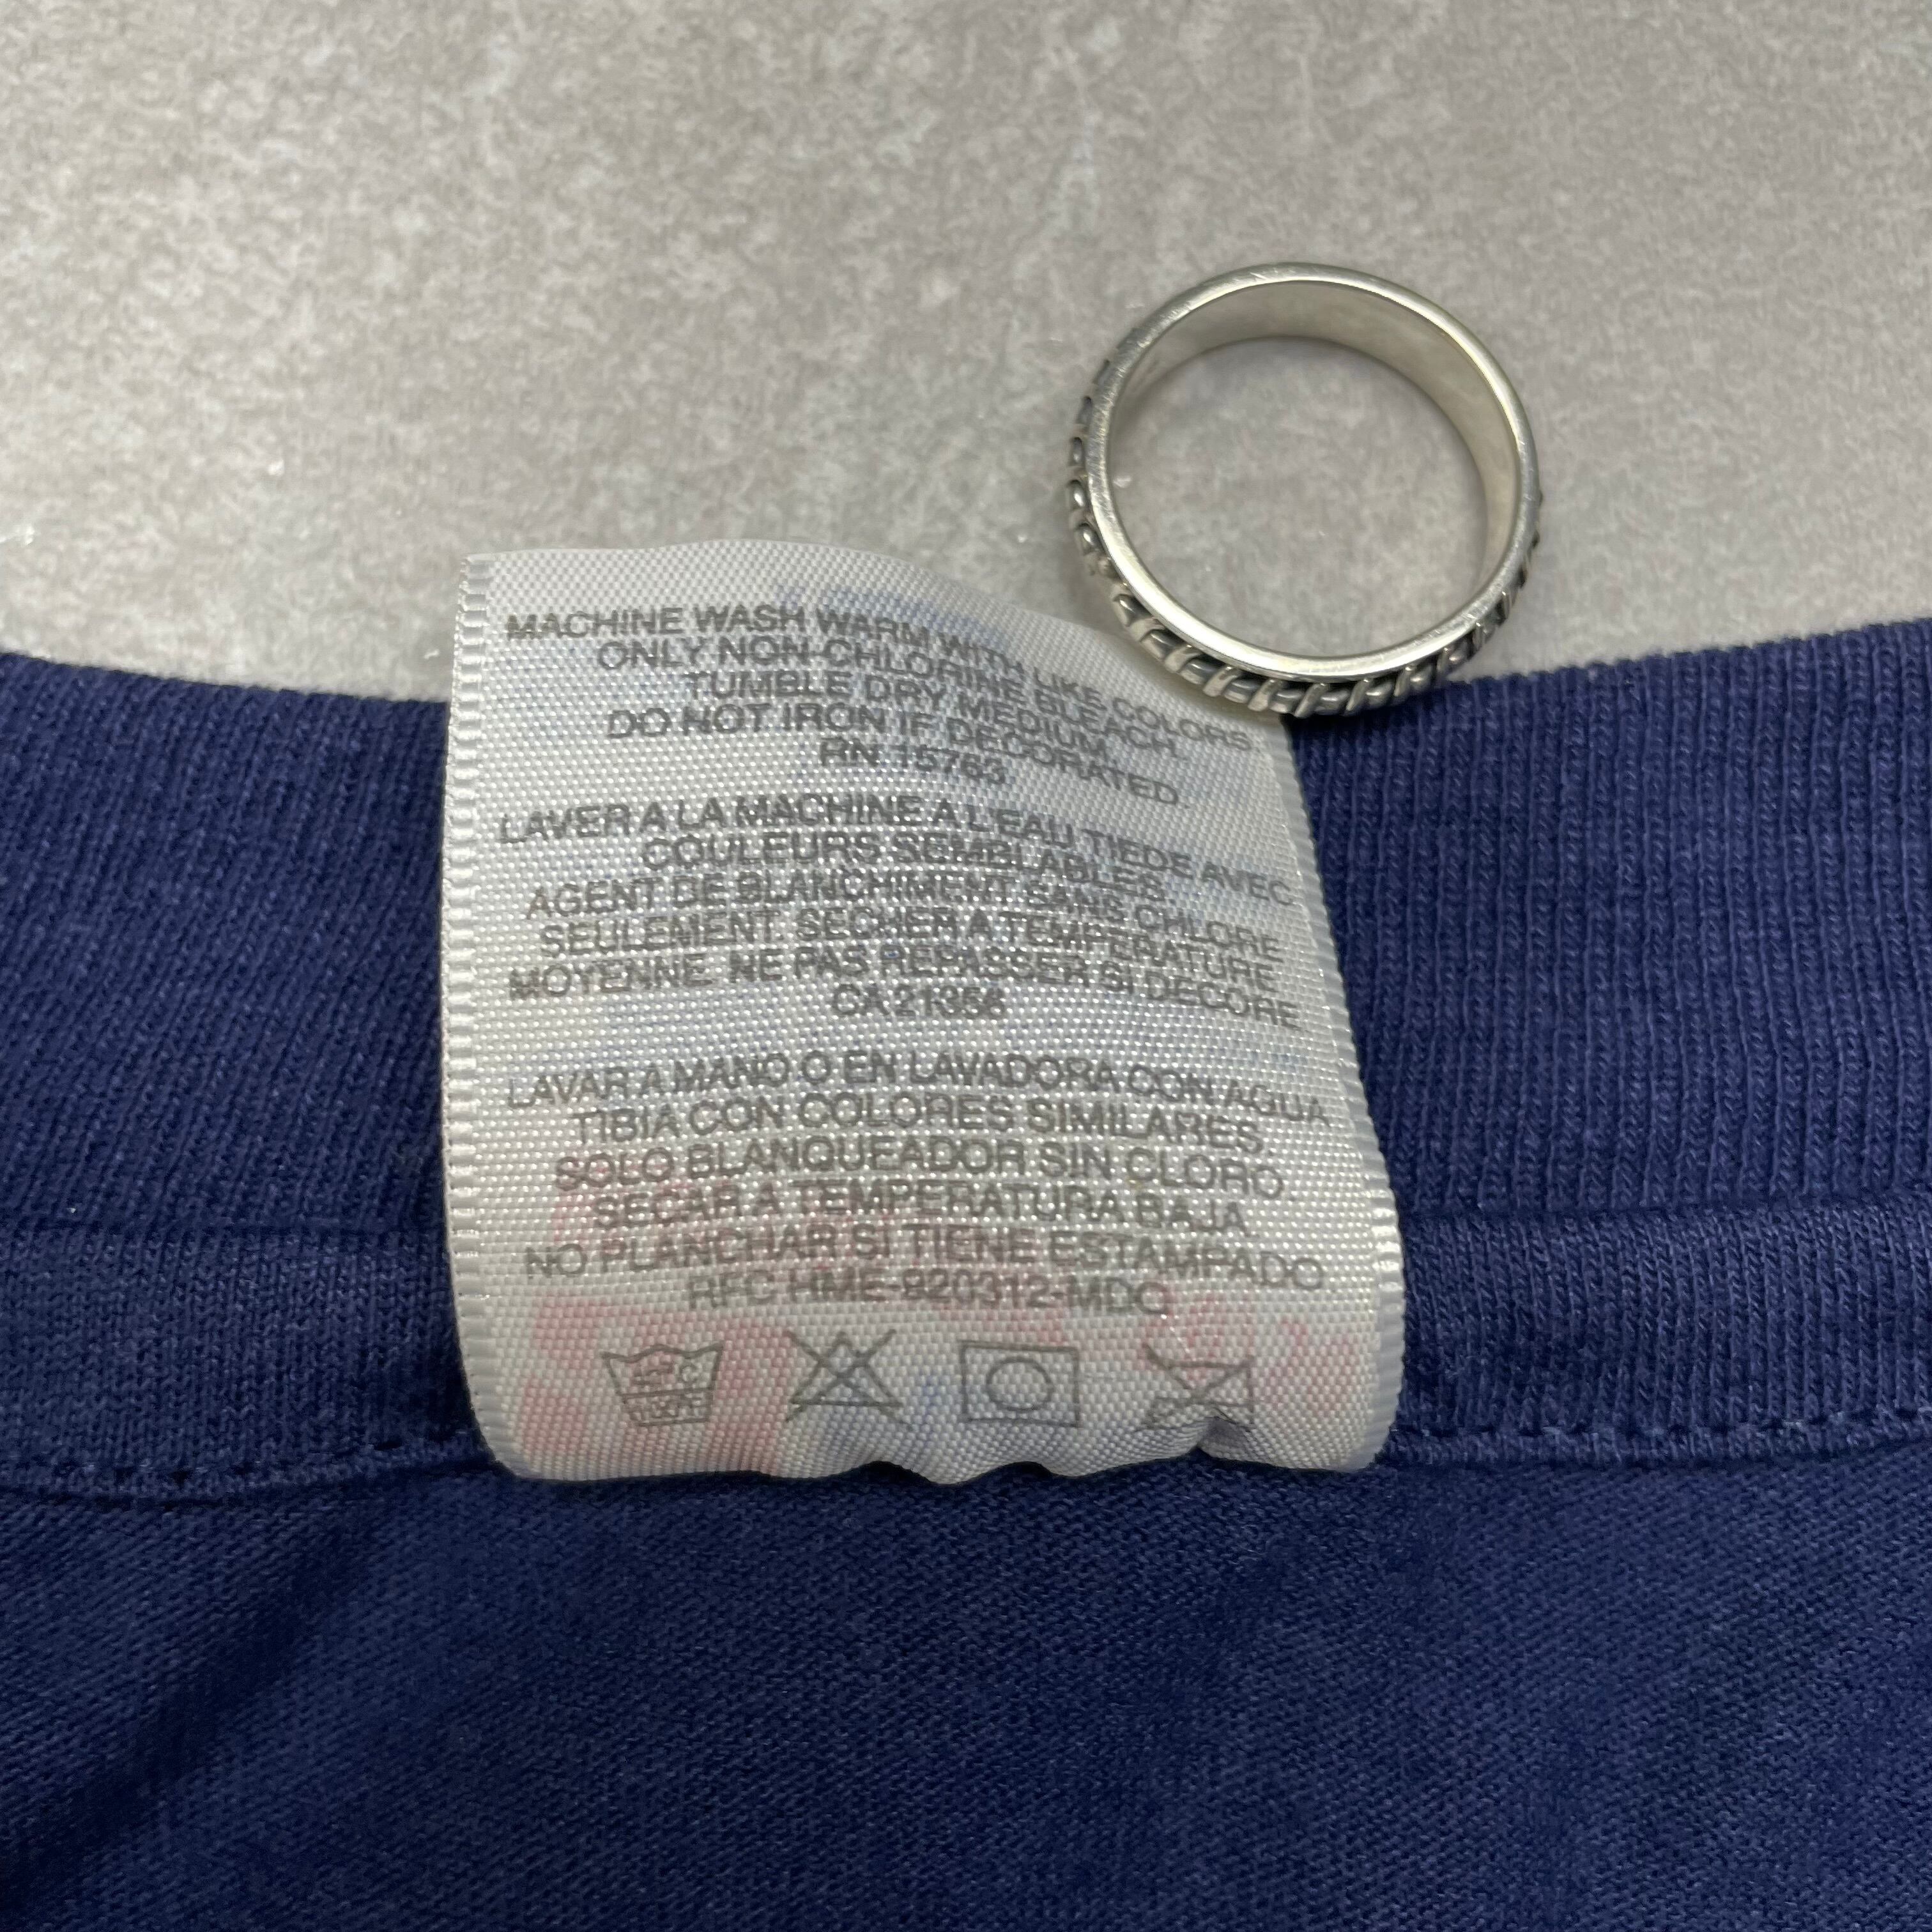 MACHINE WASH WARM WITH LIKE COLORS
ONLY NON-CHLORINE BLEACH
TUMBLE DRY MEDIUM
DO NOT IRON IF DECORATED
RN 15763
LAVER A LA MACHINE A L'EAU TIEDE AVEC
COULEURS SEMBLABLES
AGENT DE BLANCHIMENT SANS CHLORE
SEULEMENT SECHER A TEMPERATURE
MOYENNE NE PAS REPASSER SI DECORE
CA21356
LAVAR A MANO O EN LAVADORA CON AGUA
TIBIA CON COLORES SIMILARES
SOLO BLANQUEADOR SIN CLORO
SECAR A TEMPERATURA BAJA
NO PLANCHAR SI TIENE ESTAMPADO
RFC HME-920312-MDC